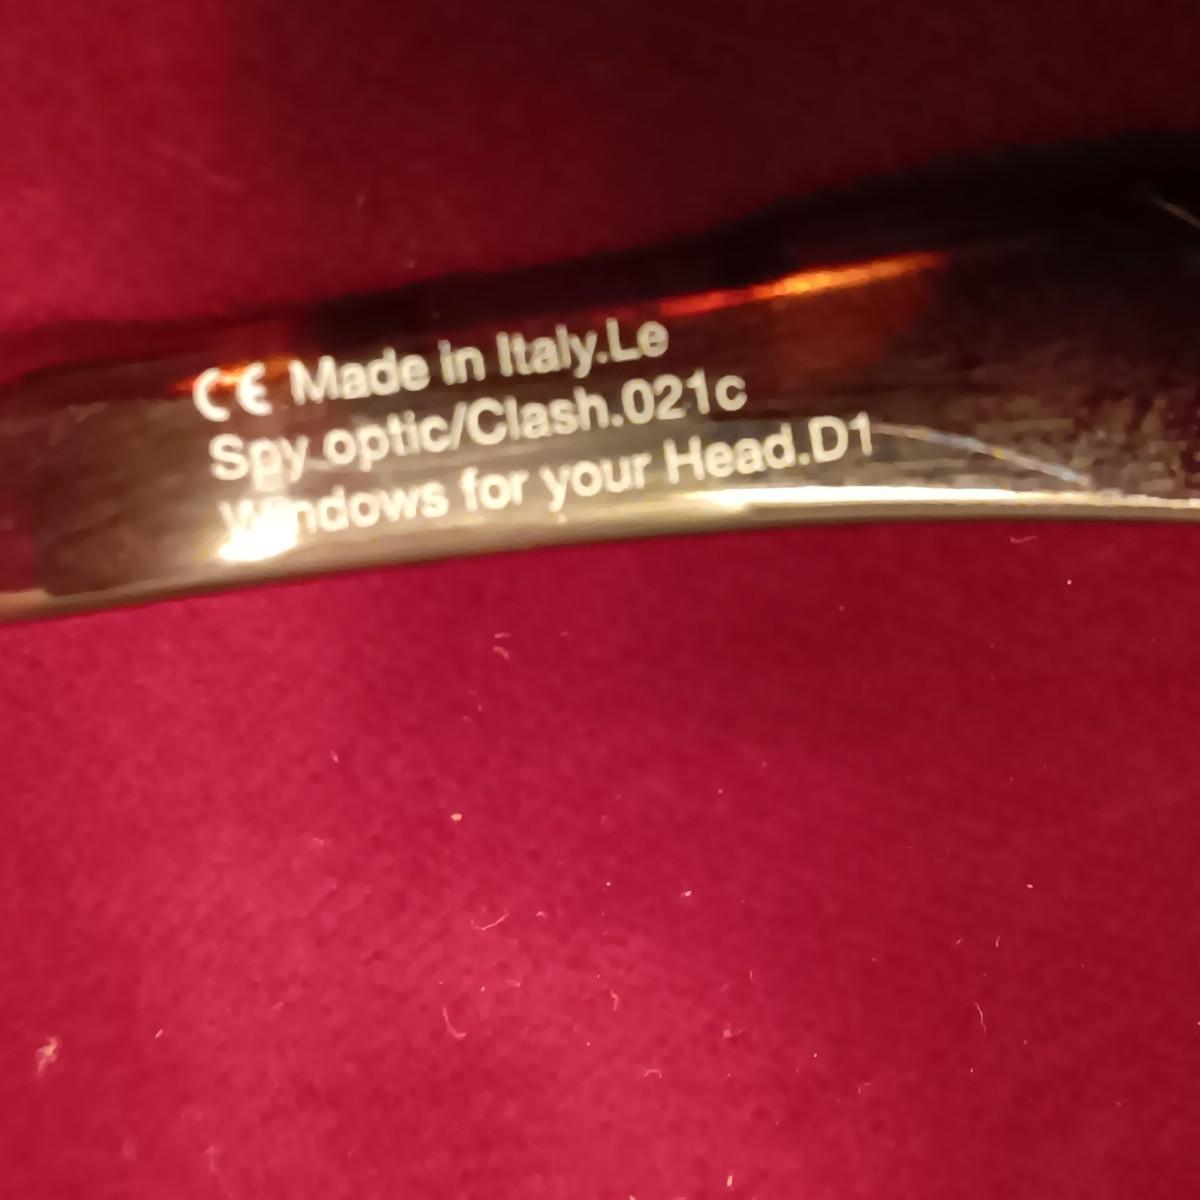 CE Made in Italy.Le
Spy optic/Clash.021c
Windows for your Head.D1